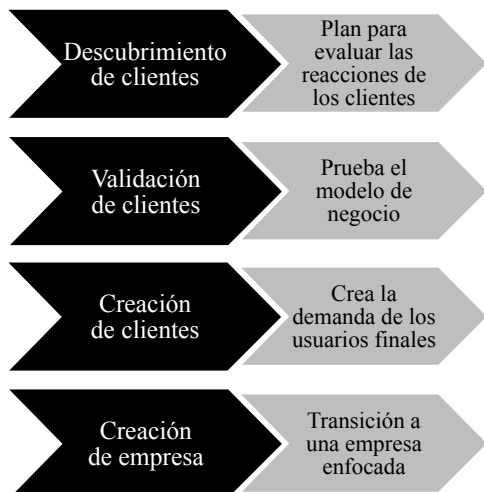 Descubrimiento
de clientes
Plan para
evaluar las
reacciones de
los clientes
Validación
de clientes
Prueba el
modelo de
negocio
Creación
de clientes
Crea la
demanda de los
usuarios finales
Creación
de empresa
Transición a
una empresa
enfocada